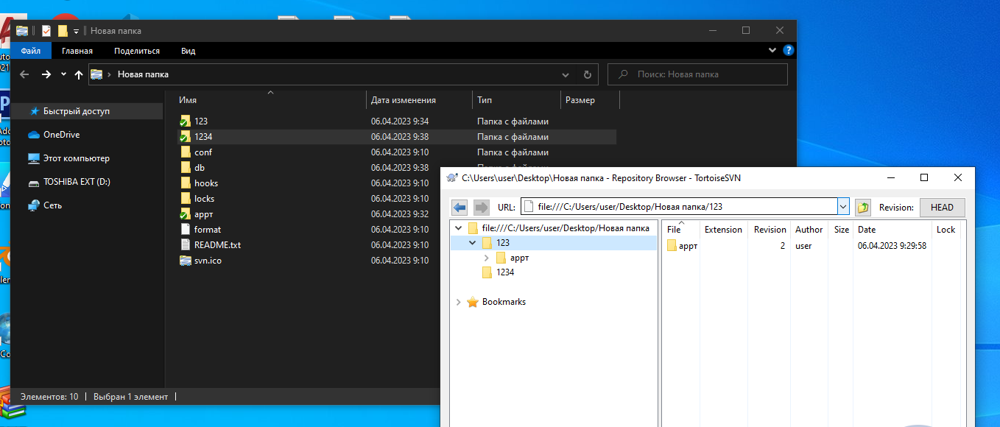 Новая папка
Файл Главная Поделиться Вид
Новая папка
Поиск: Новая папка
Имя Дата изменения Тип Размер
Быстрый доступ
OneDrive
Этот компьютер
TOSHIBA EXT (D:)
Сеть
123 06.04.2023 9:34 Папка с файлами
1234 06.04.2023 9:38 Папка с файлами
conf 06.04.2023 9:10 Папка с файлами
db 06.04.2023 9:38
hooks 06.04.2023 9:10
locks 06.04.2023 9:10
аррт 06.04.2023 9:32
format 06.04.2023 9:10
README.txt 06.04.2023 9:10
svn.ico 06.04.2023 9:10
Элементов: 10 Выбран 1 элемент
C:\Users\user\Desktop\Новая папка - Repository Browser - TortoiseSVN
URL: file:///C:/Users/user/Desktop/Новая папка/123 Revision: HEAD
file:///C:/Users/user/Desktop/Новая папка
123
аррт
1234
Bookmarks
File Extension Revision Author Size Date Lock
аррт 2 user 06.04.2023 9:29:58